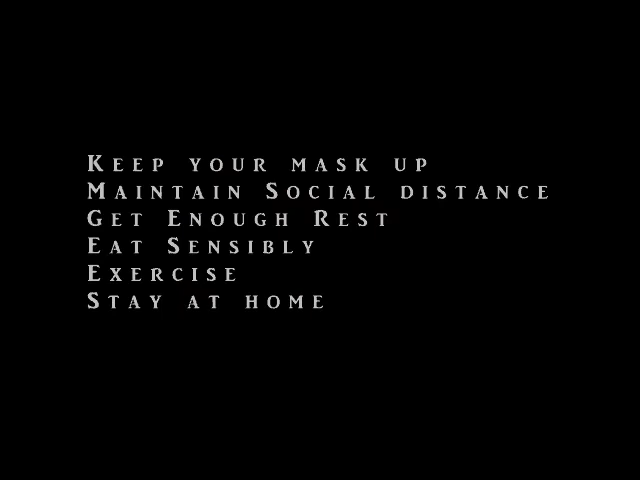 Keep your mask up
Maintain Social distance
Get Enough Rest
Eat Sensibly
Exercise
Stay at home